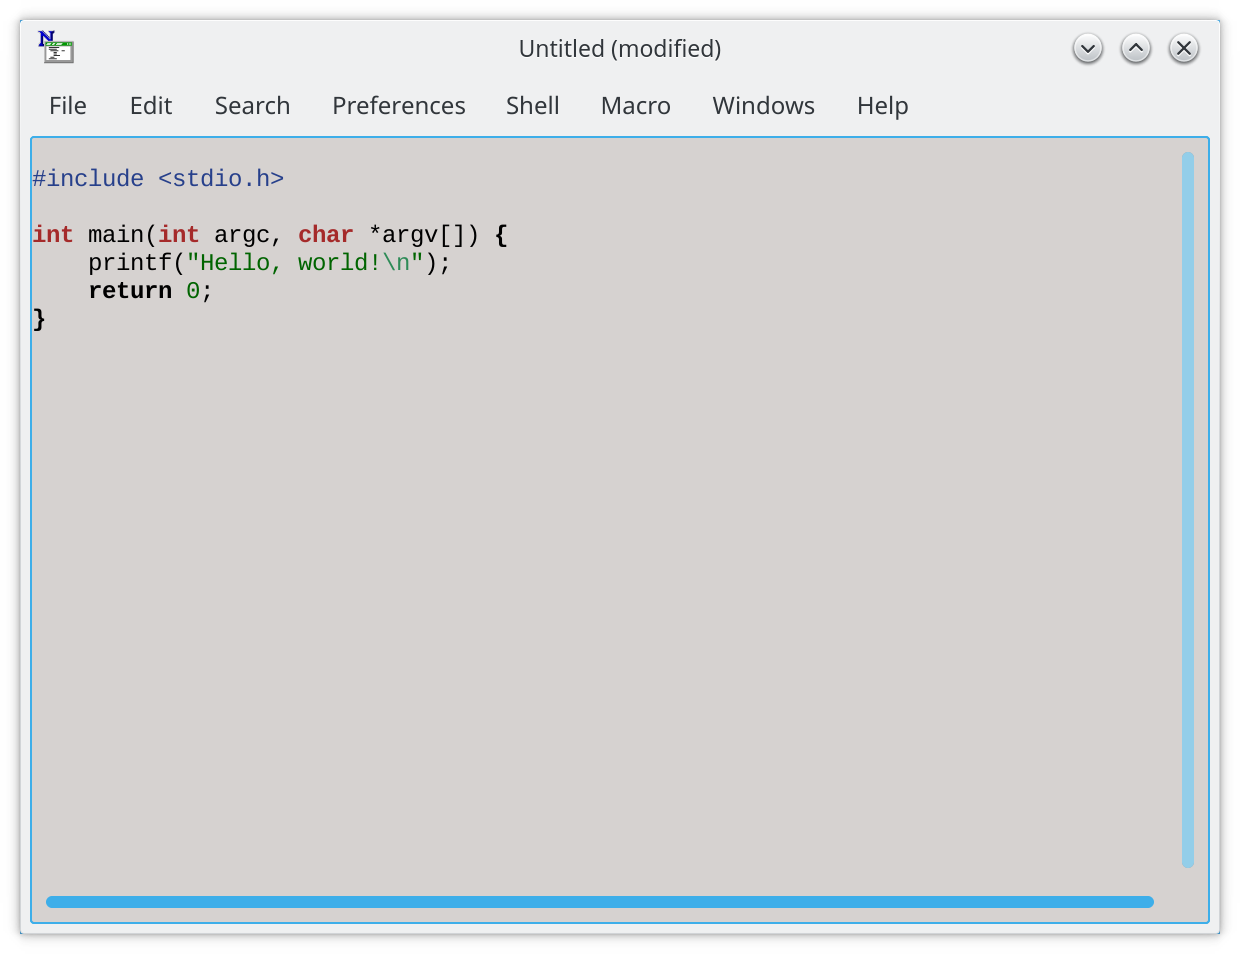 Untitled (modified)
File Edit Search Preferences Shell Macro Windows Help
#include <stdio.h>
int main(int argc, char *argv[]) {
    printf("Hello, world!\n");
    return 0;
}